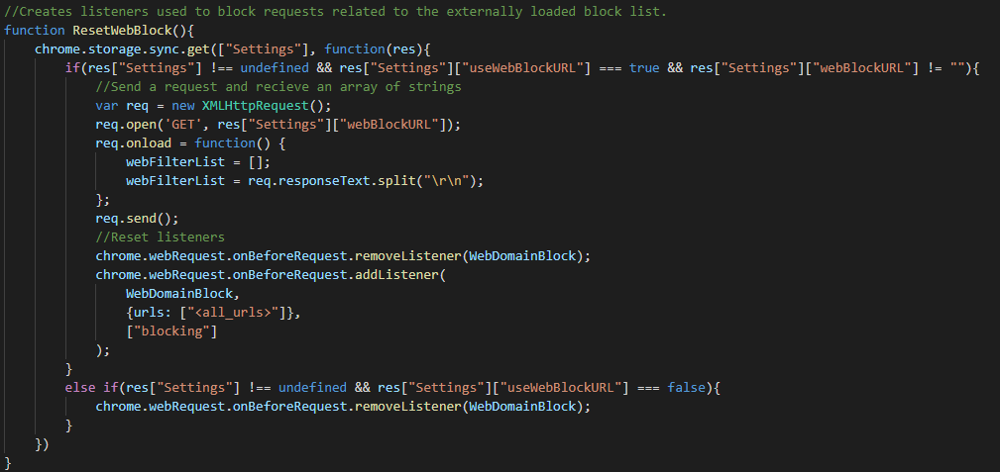 //Creates listeners used to block requests related to the externally loaded block list.
function ResetWebBlock(){
    chrome.storage.sync.get(["Settings"], function(res){
        if(res["Settings"] !== undefined && res["Settings"]["useWebBlockURL"] === true && res["Settings"]["webBlockURL"] != ""){
            //Send a request and recieve an array of strings
            var req = new XMLHttpRequest();
            req.open('GET', res["Settings"]["webBlockURL"]);
            req.onload = function() {
                webFilterList = [];
                webFilterList = req.responseText.split("\r\n");
            };
            req.send();
            //Reset listeners
            chrome.webRequest.onBeforeRequest.removeListener(WebDomainBlock);
            chrome.webRequest.onBeforeRequest.addListener(
                WebDomainBlock,
                {urls: ["<all_urls>"]},
                ["blocking"]
            );
        }
        else if(res["Settings"] !== undefined && res["Settings"]["useWebBlockURL"] === false){
            chrome.webRequest.onBeforeRequest.removeListener(WebDomainBlock);
        }
    })
}